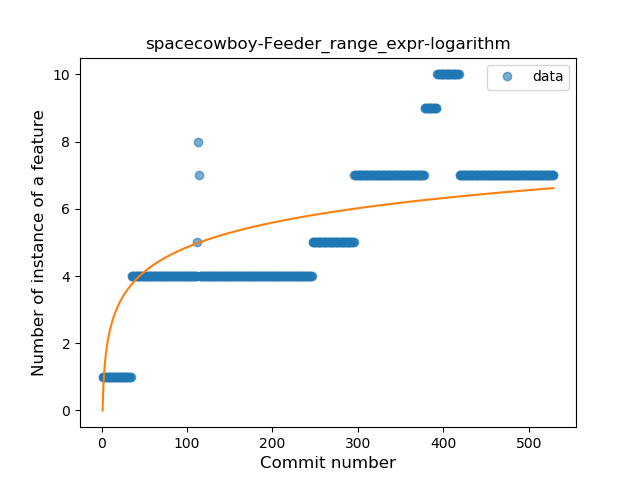 spacecowboy-Feeder_range_expr-logarithm
data
Number of instance of a feature
10
8
6
4
2
0
0 100 200 300 400 500
Commit number